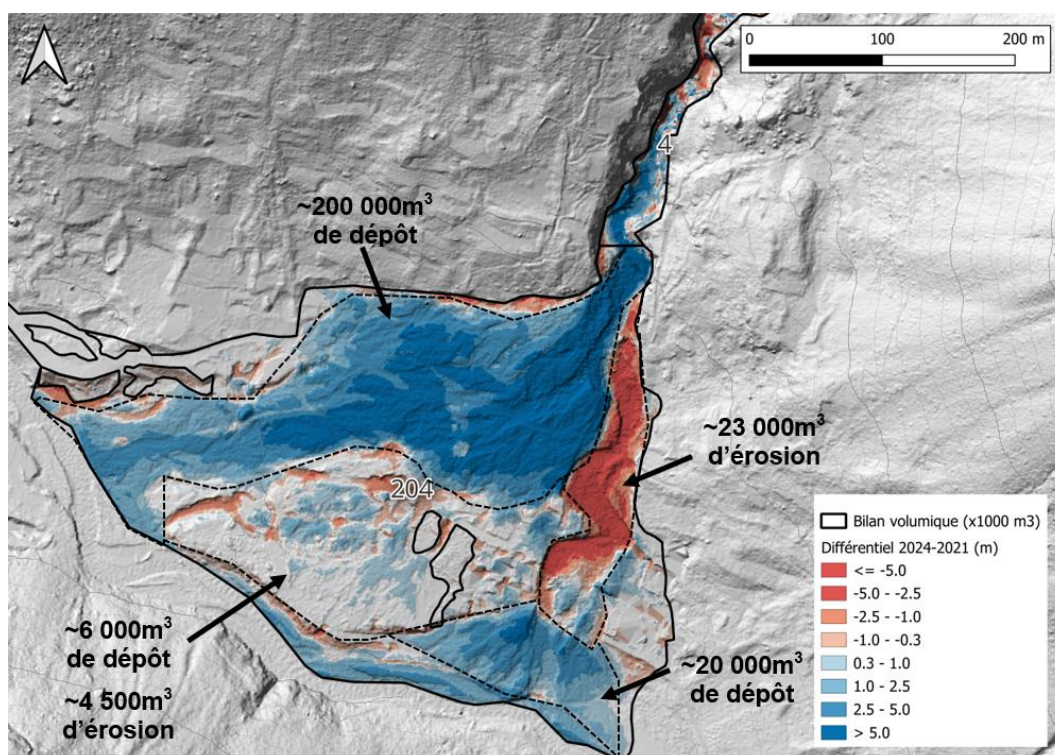 0 100 200 m
4
~200 000m³
de dépôt
~23 000m³
d'érosion
204
~6 000m³
de dépôt
~4 500m³
d'érosion
~20 000m³
de dépôt
Bilan volumique (x1000 m3)
Différentiel 2024-2021 (m)
<= -5.0
-5.0 - -2.5
-2.5 - -1.0
-1.0 - -0.3
0.3 - 1.0
1.0 - 2.5
2.5 - 5.0
> 5.0